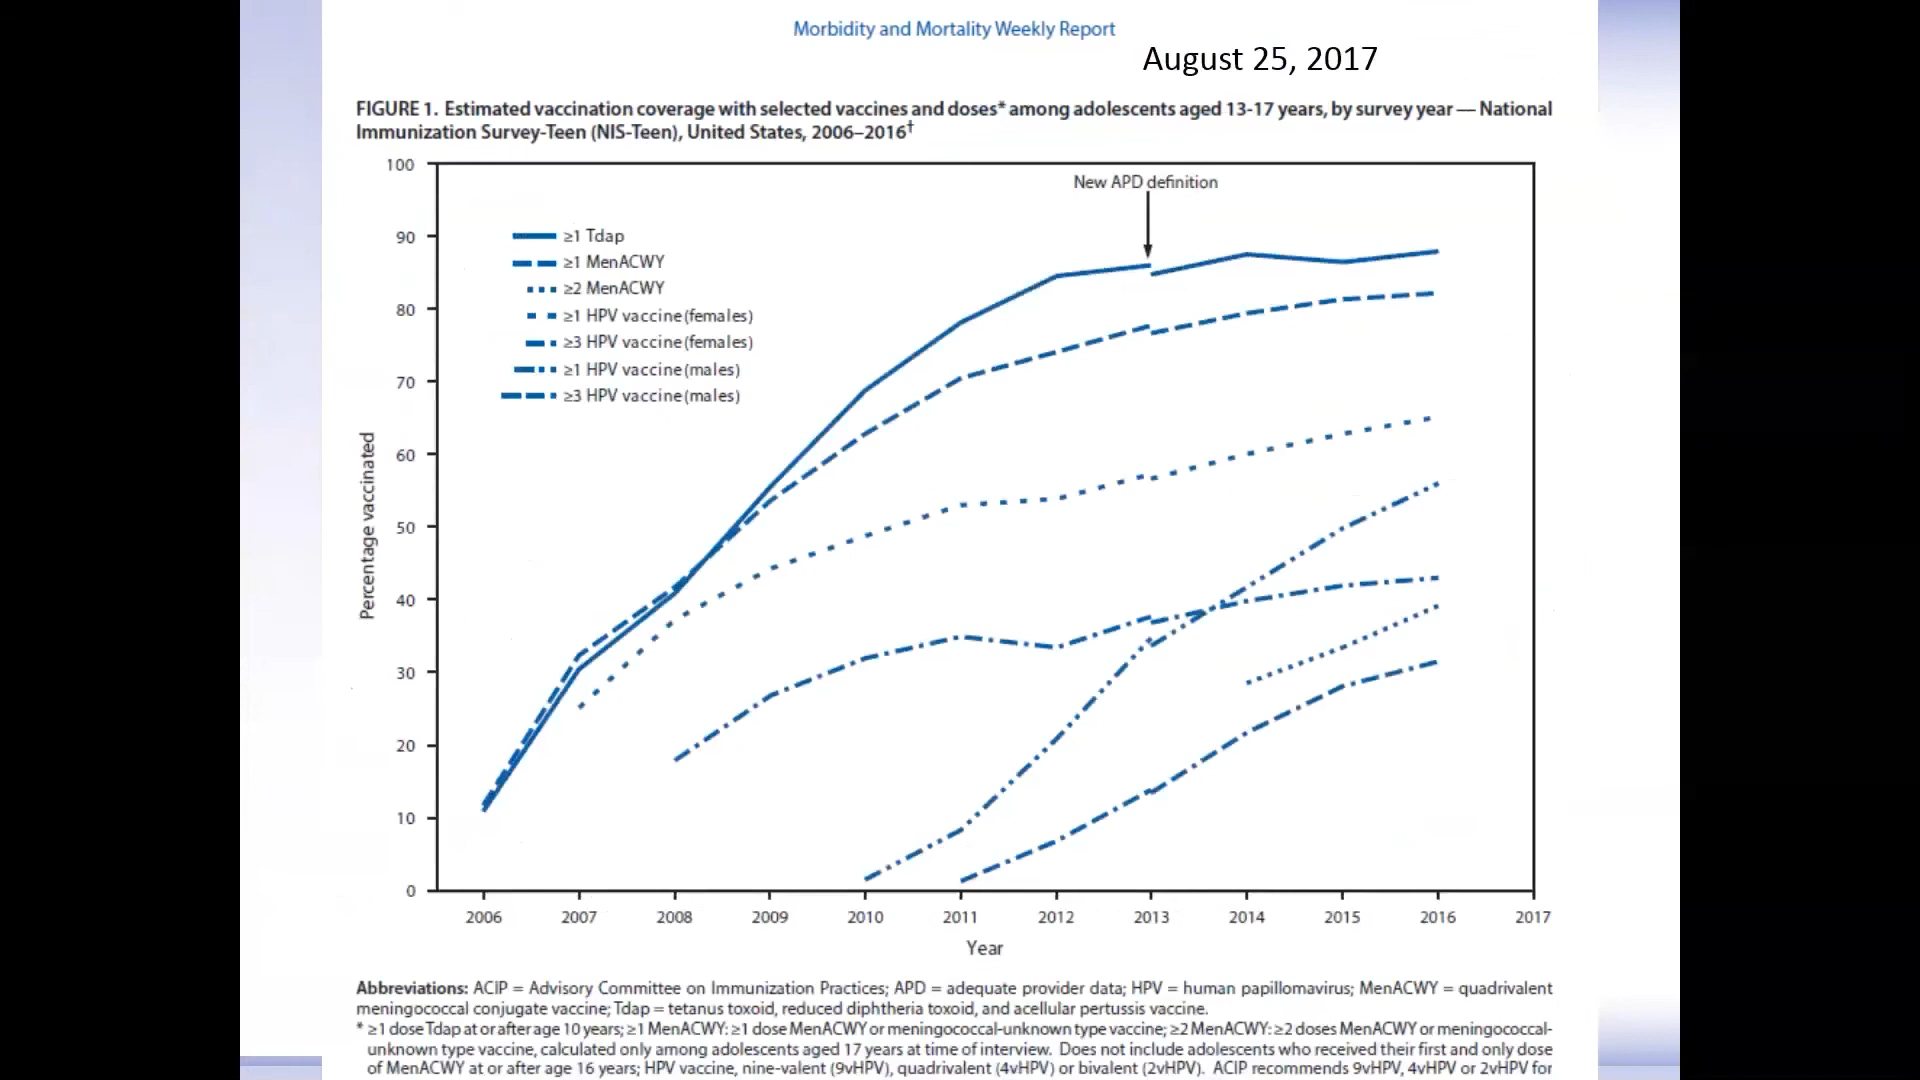 Morbidity and Mortality Weekly Report
August 25, 2017
FIGURE 1. Estimated vaccination coverage with selected vaccines and doses* among adolescents aged 13-17 years, by survey year — National
Immunization Survey-Teen (NIS-Teen), United States, 2006–2016†
100
New APD definition
90
≥1 Tdap
≥1 MenACWY
≥2 MenACWY
≥1 HPV vaccine (females)
≥3 HPV vaccine (females)
≥1 HPV vaccine (males)
≥3 HPV vaccine (males)
80
70
60
50
40
30
20
10
0
Percentage vaccinated
2006 2007 2008 2009 2010 2011 2012 2013 2014 2015 2016 2017
Year
Abbreviations: ACIP = Advisory Committee on Immunization Practices; APD = adequate provider data; HPV = human papillomavirus; MenACWY = quadrivalent
meningococcal conjugate vaccine; Tdap = tetanus toxoid, reduced diphtheria toxoid, and acellular pertussis vaccine.
* ≥1 dose Tdap at or after age 10 years; ≥1 MenACWY: ≥1 dose MenACWY or meningococcal-unknown type vaccine; ≥2 MenACWY: ≥2 doses MenACWY or meningococcal-
unknown type vaccine, calculated only among adolescents aged 17 years at time of interview. Does not include adolescents who received their first and only dose
of MenACWY at or after age 16 years; HPV vaccine, nine-valent (9vHPV), quadrivalent (4vHPV) or bivalent (2vHPV). ACIP recommends 9vHPV, 4vHPV or 2vHPV for